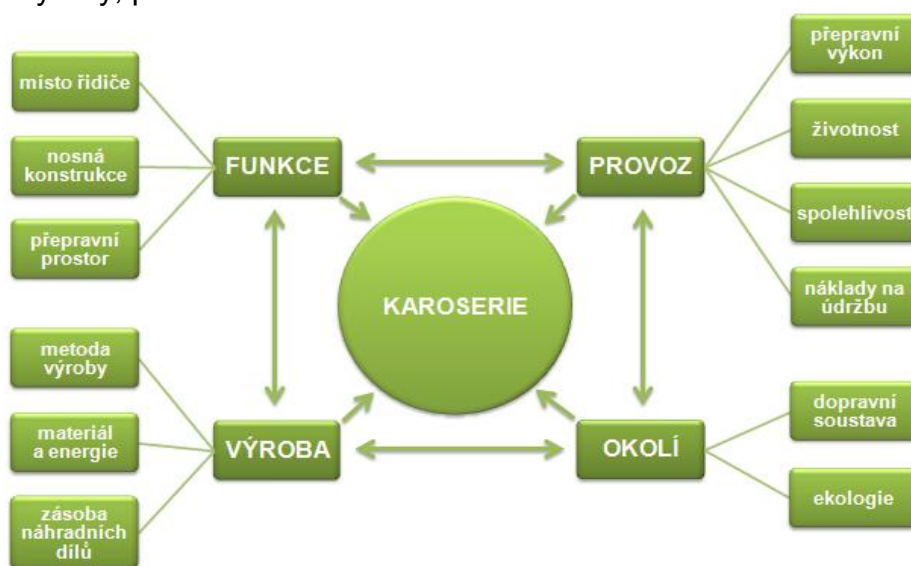 místo řidiče
nosná
konstrukce
přepravní
prostor
FUNKCE
PROVOZ
přepravní
výkon
životnost
spolehlivost
náklady na
údržbu
KAROSERIE
metoda
výroby
materiál
a energie
zásoba
náhradních
dílů
VÝROBA
OKOLÍ
dopravní
soustava
ekologie